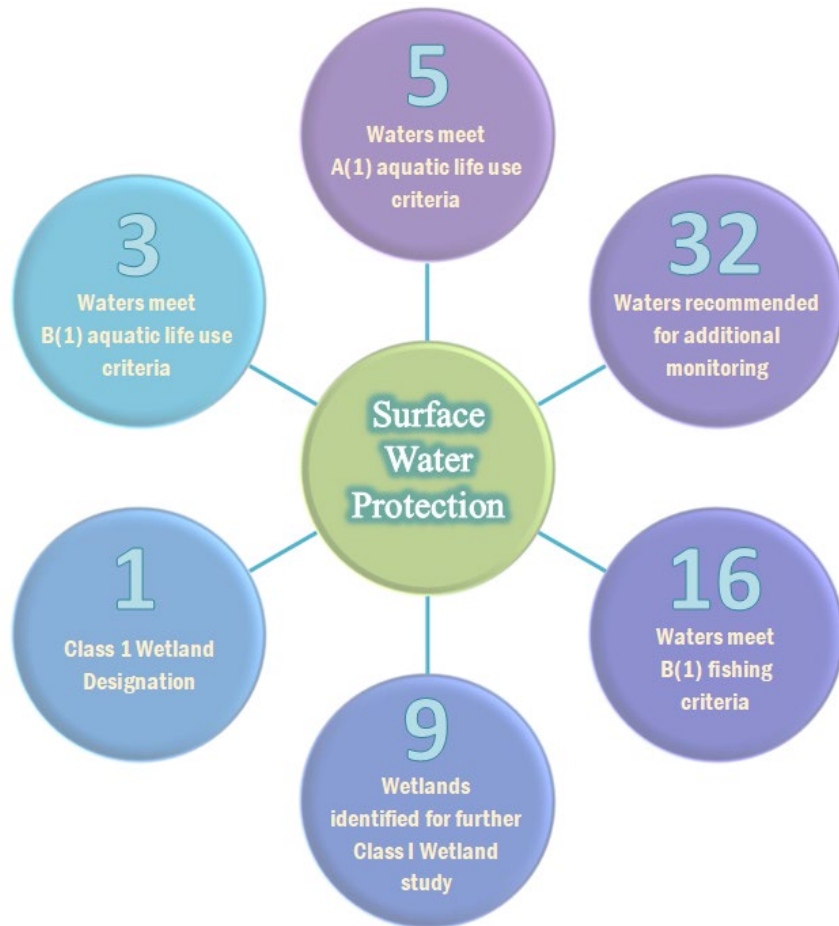 5
Waters meet
A(1) aquatic life use
criteria
32
Waters recommended
for additional
monitoring
16
Waters meet
B(1) fishing
criteria
9
Wetlands
identified for further
Class I Wetland
study
1
Class 1 Wetland
Designation
3
Waters meet
B(1) aquatic life use
criteria
Surface
Water
Protection